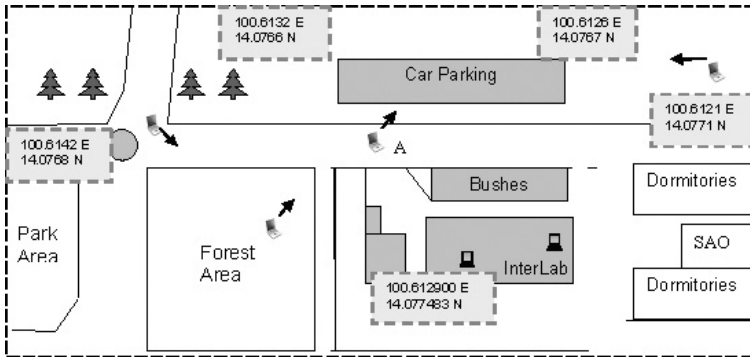 100.6132 E
14.0766 N
100.6126 E
14.0767 N
Car Parking
100.6121 E
14.0771 N
100.6142 E
14.0768 N
A
Bushes
Dormitories
Park
Area
Forest
Area
SAO
InterLab
Dormitories
100.612900 E
14.077483 N